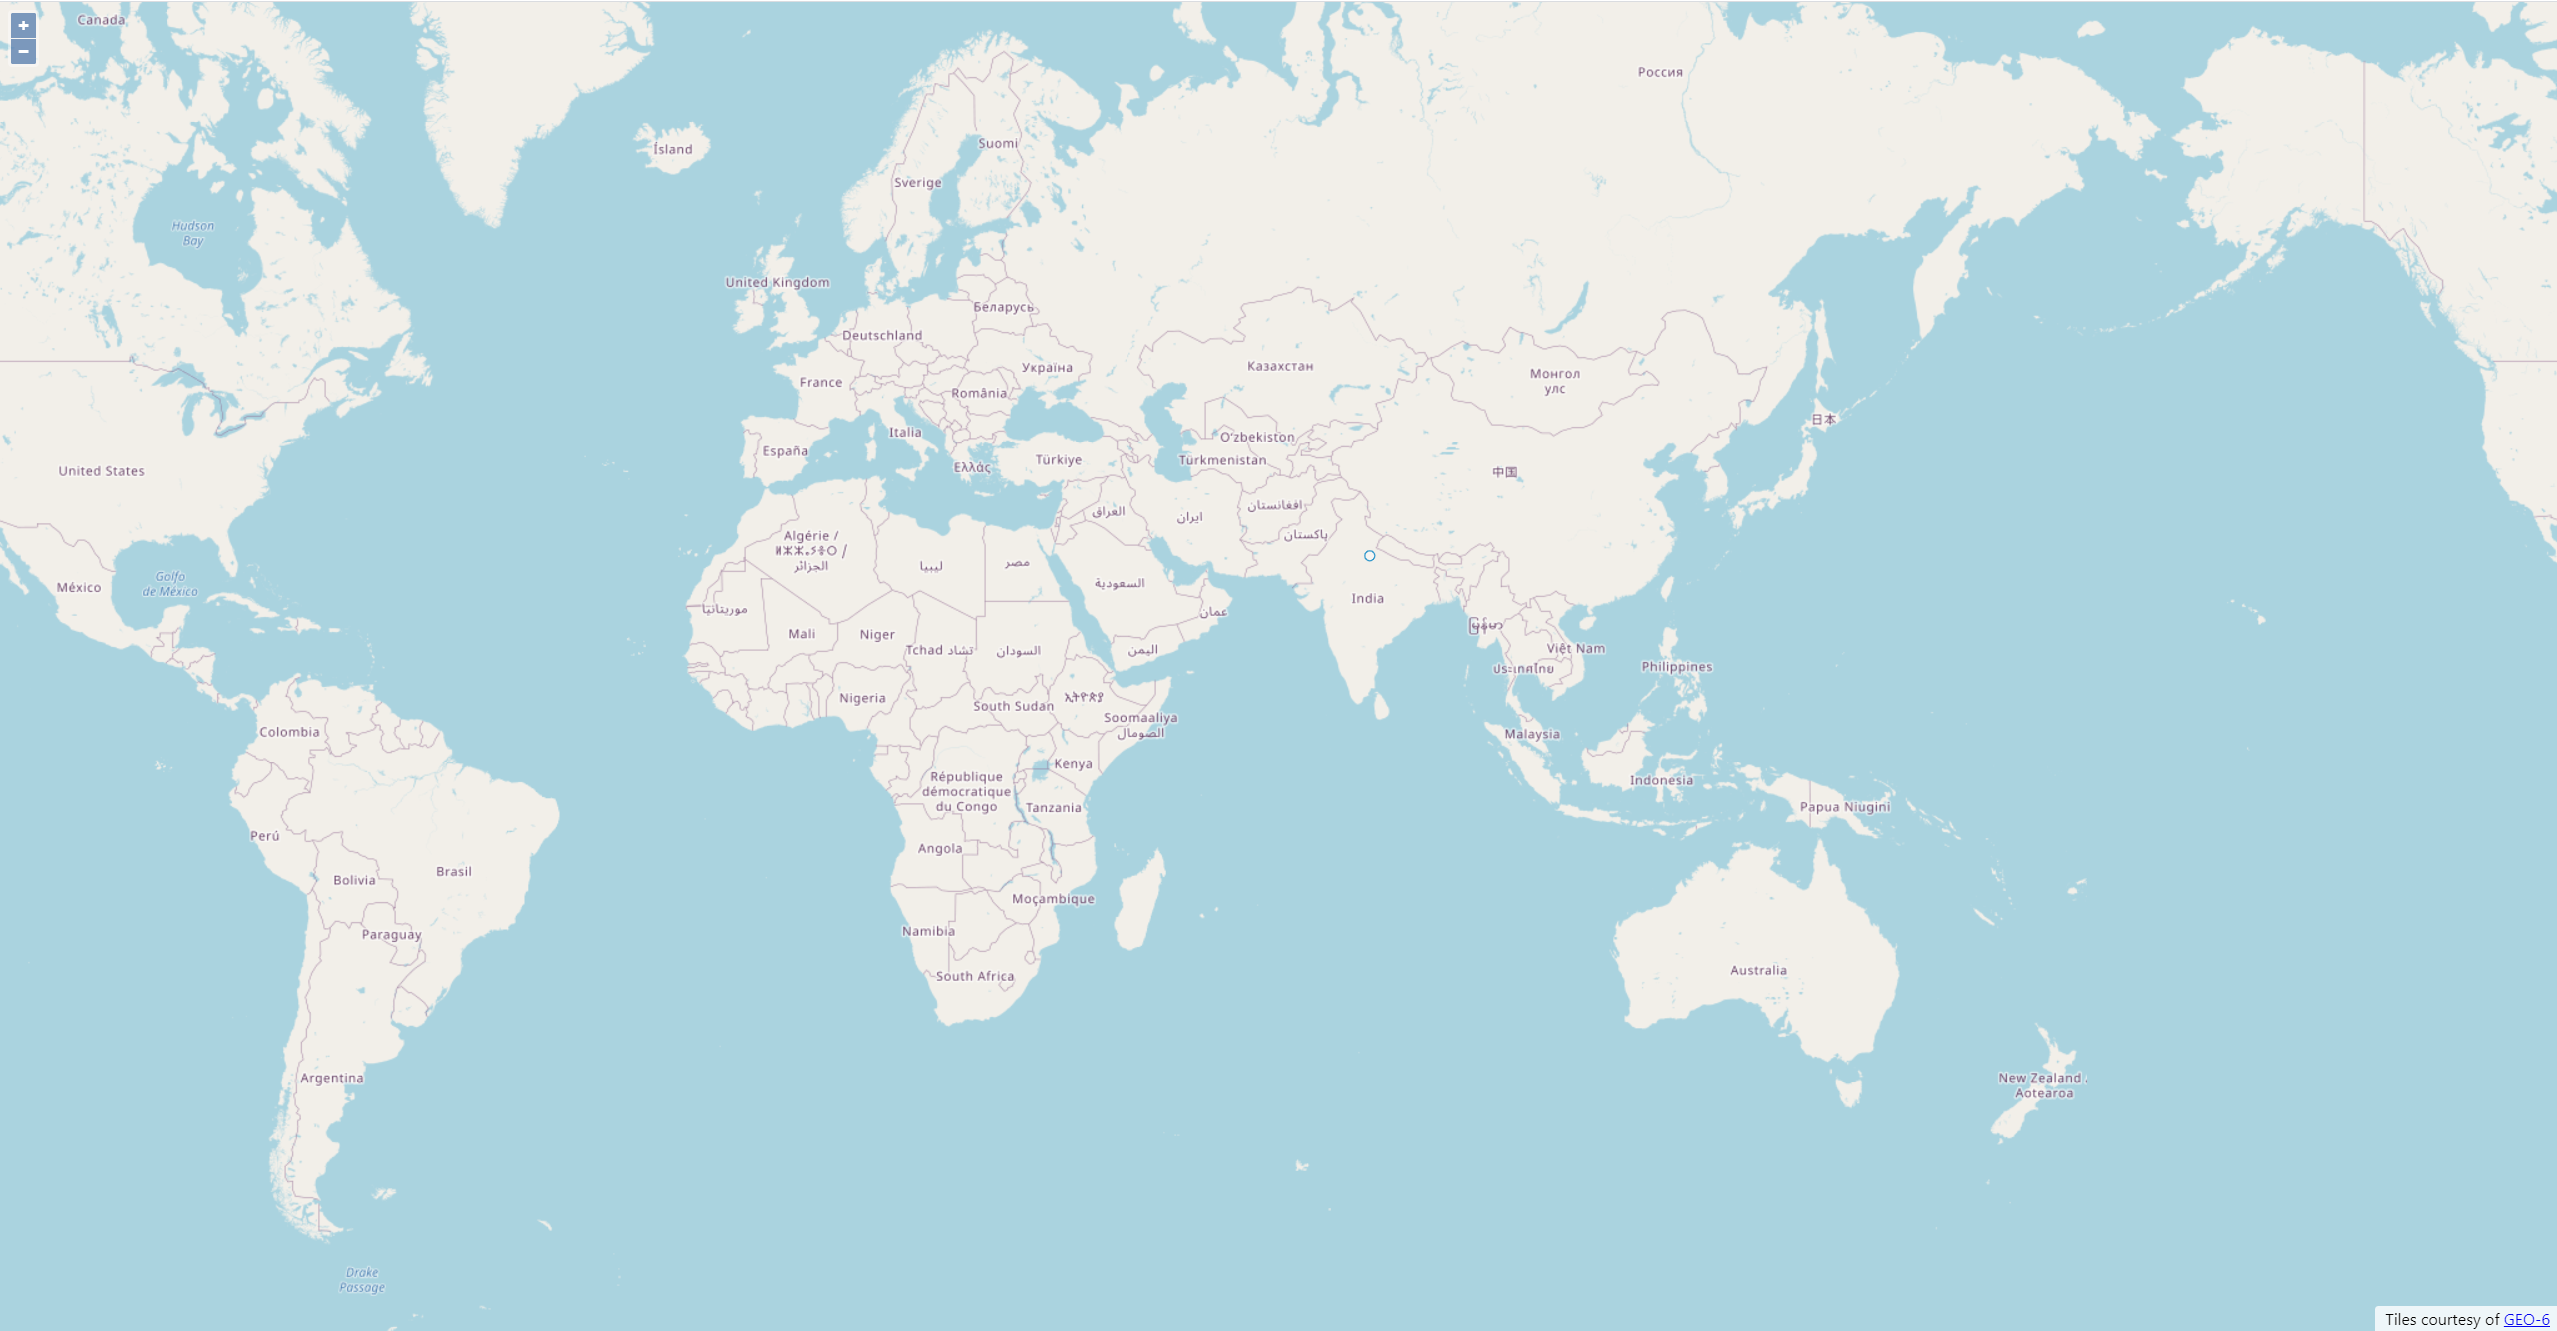 Canada
+
−
Россия
Ísland
Suomi
Sverige
Hudson
Bay
United Kingdom
Беларусь
Deutschland
Україна
Казахстан
Монгол
улс
France
România
日本
Italia
Oʻzbekiston
España
Türkiye
Türkmenistan
Ελλάς
United States
中国
افغانستان
العراق
ایران
پاکستان
Algérie /
ⵍⵣⵣⴰⵢⴻⵔ /
الجزائر
ليبيا
مصر
Golfo
de México
México
السعودية
India
موريتانيا
عمان
မြန်မာ
Mali
Niger
Tchad تشاد
السودان
اليمن
Việt Nam
ประเทศไทย
Philippines
Nigeria
South Sudan
ኢትዮጵያ
Soomaaliya
الصومال
Colombia
Malaysia
Kenya
République
démocratique
du Congo
Indonesia
Tanzania
Papua Niugini
Perú
Angola
Bolivia
Brasil
Moçambique
Paraguay
Namibia
South Africa
Australia
Argentina
New Zealand /
Aotearoa
Drake
Passage
Tiles courtesy of GEO-6